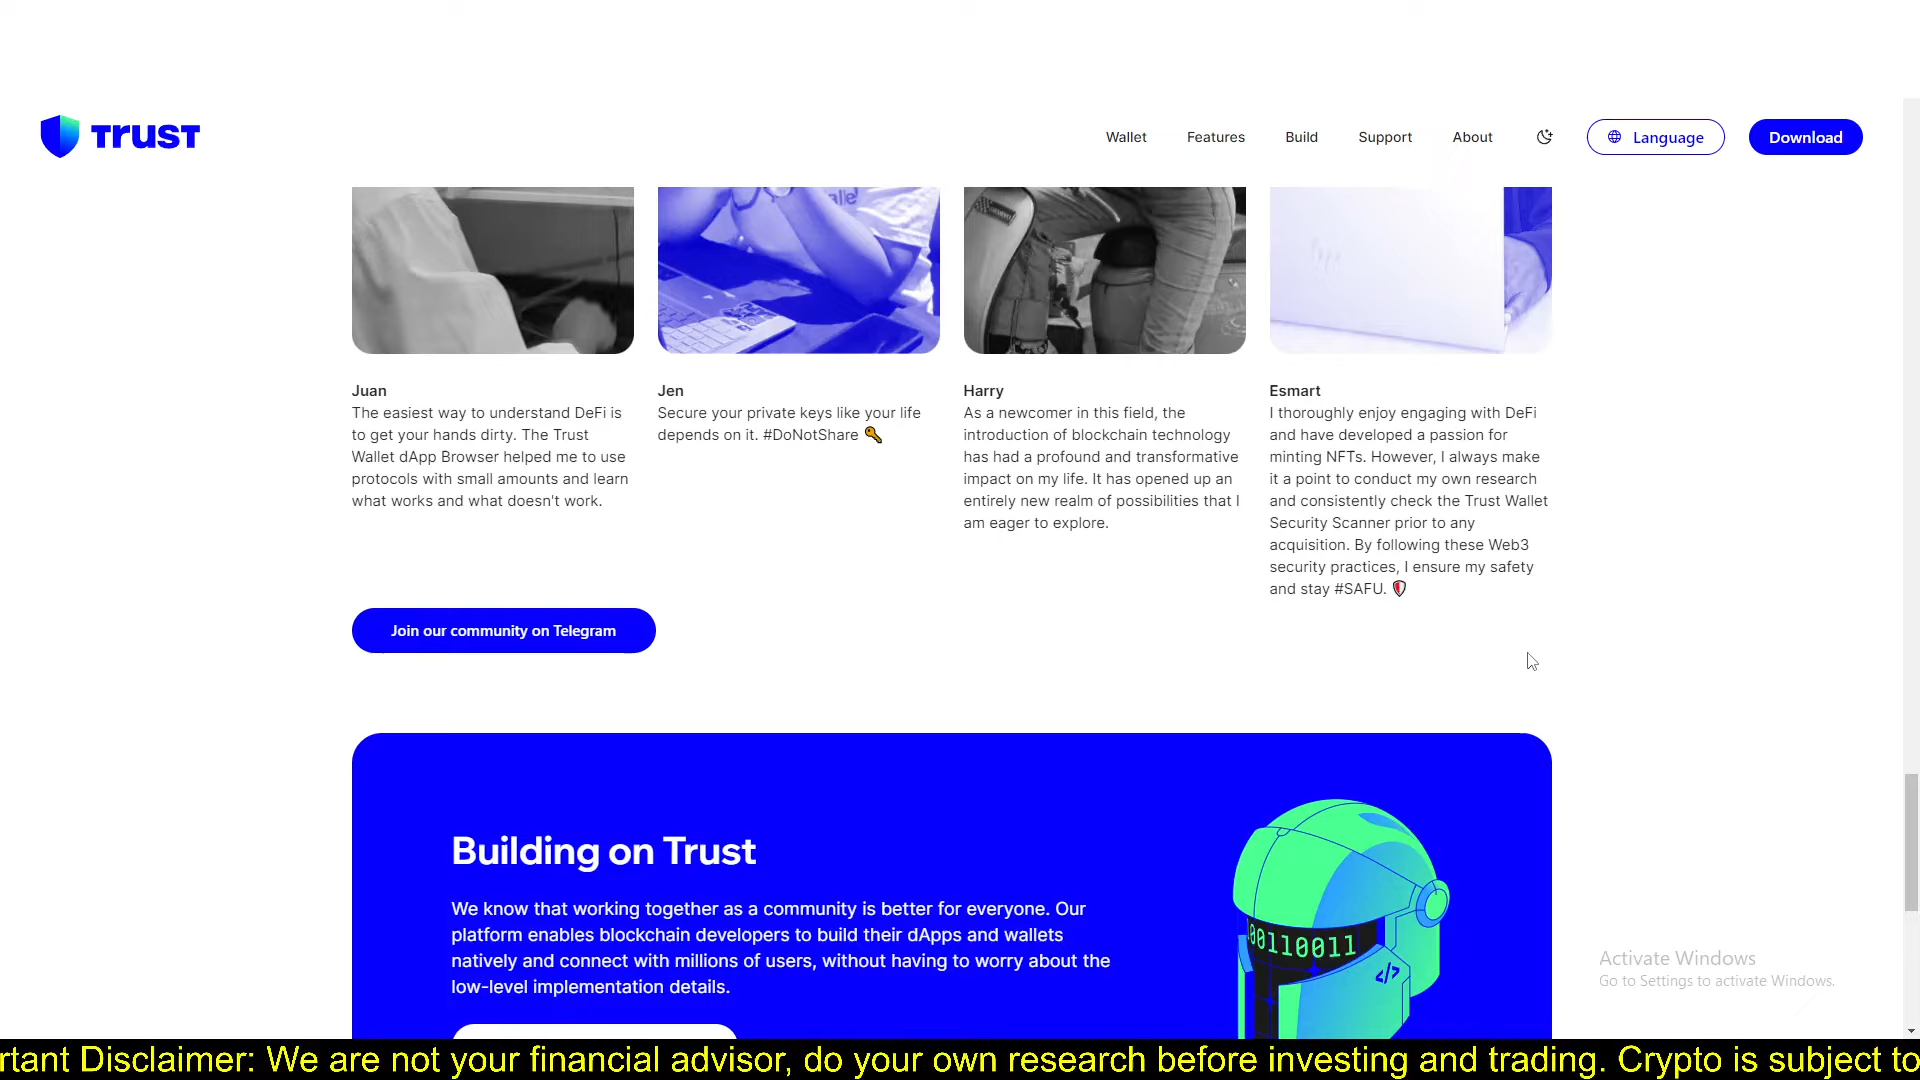 TRUST
Wallet
Features
Build
Support
About
Language
Download
Juan
The easiest way to understand DeFi is
to get your hands dirty. The Trust
Wallet dApp Browser helped me to use
protocols with small amounts and learn
what works and what doesn't work.
Jen
Secure your private keys like your life
depends on it. #DoNotShare 🔑
Harry
As a newcomer in this field, the
introduction of blockchain technology
has had a profound and transformative
impact on my life. It has opened up an
entirely new realm of possibilities that I
am eager to explore.
Esmart
I thoroughly enjoy engaging with DeFi
and have developed a passion for
minting NFTs. However, I always make
it a point to conduct my own research
and consistently check the Trust Wallet
Security Scanner prior to any
acquisition. By following these Web3
security practices, I ensure my safety
and stay #SAFU. 🛡️
Join our community on Telegram
Building on Trust
We know that working together as a community is better for everyone. Our
platform enables blockchain developers to build their dApps and wallets
natively and connect with millions of users, without having to worry about the
low-level implementation details.
00110011
</>
Activate Windows
Go to Settings to activate Windows.
rtant Disclaimer: We are not your financial advisor, do your own research before investing and trading. Crypto is subject to